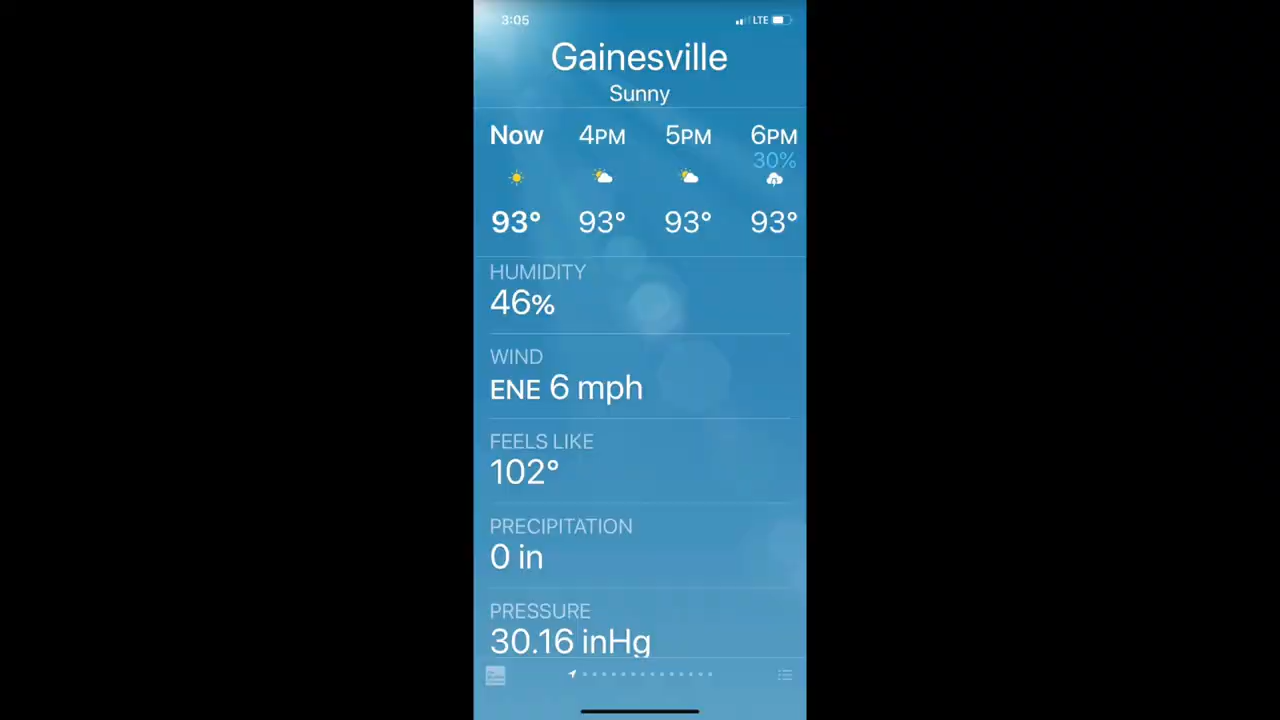 3:05
LTE
Gainesville
Sunny
Now 4PM 5PM 6PM
30%
93° 93° 93° 93°
HUMIDITY
46%
WIND
ENE 6 mph
FEELS LIKE
102°
PRECIPITATION
0 in
PRESSURE
30.16 inHg